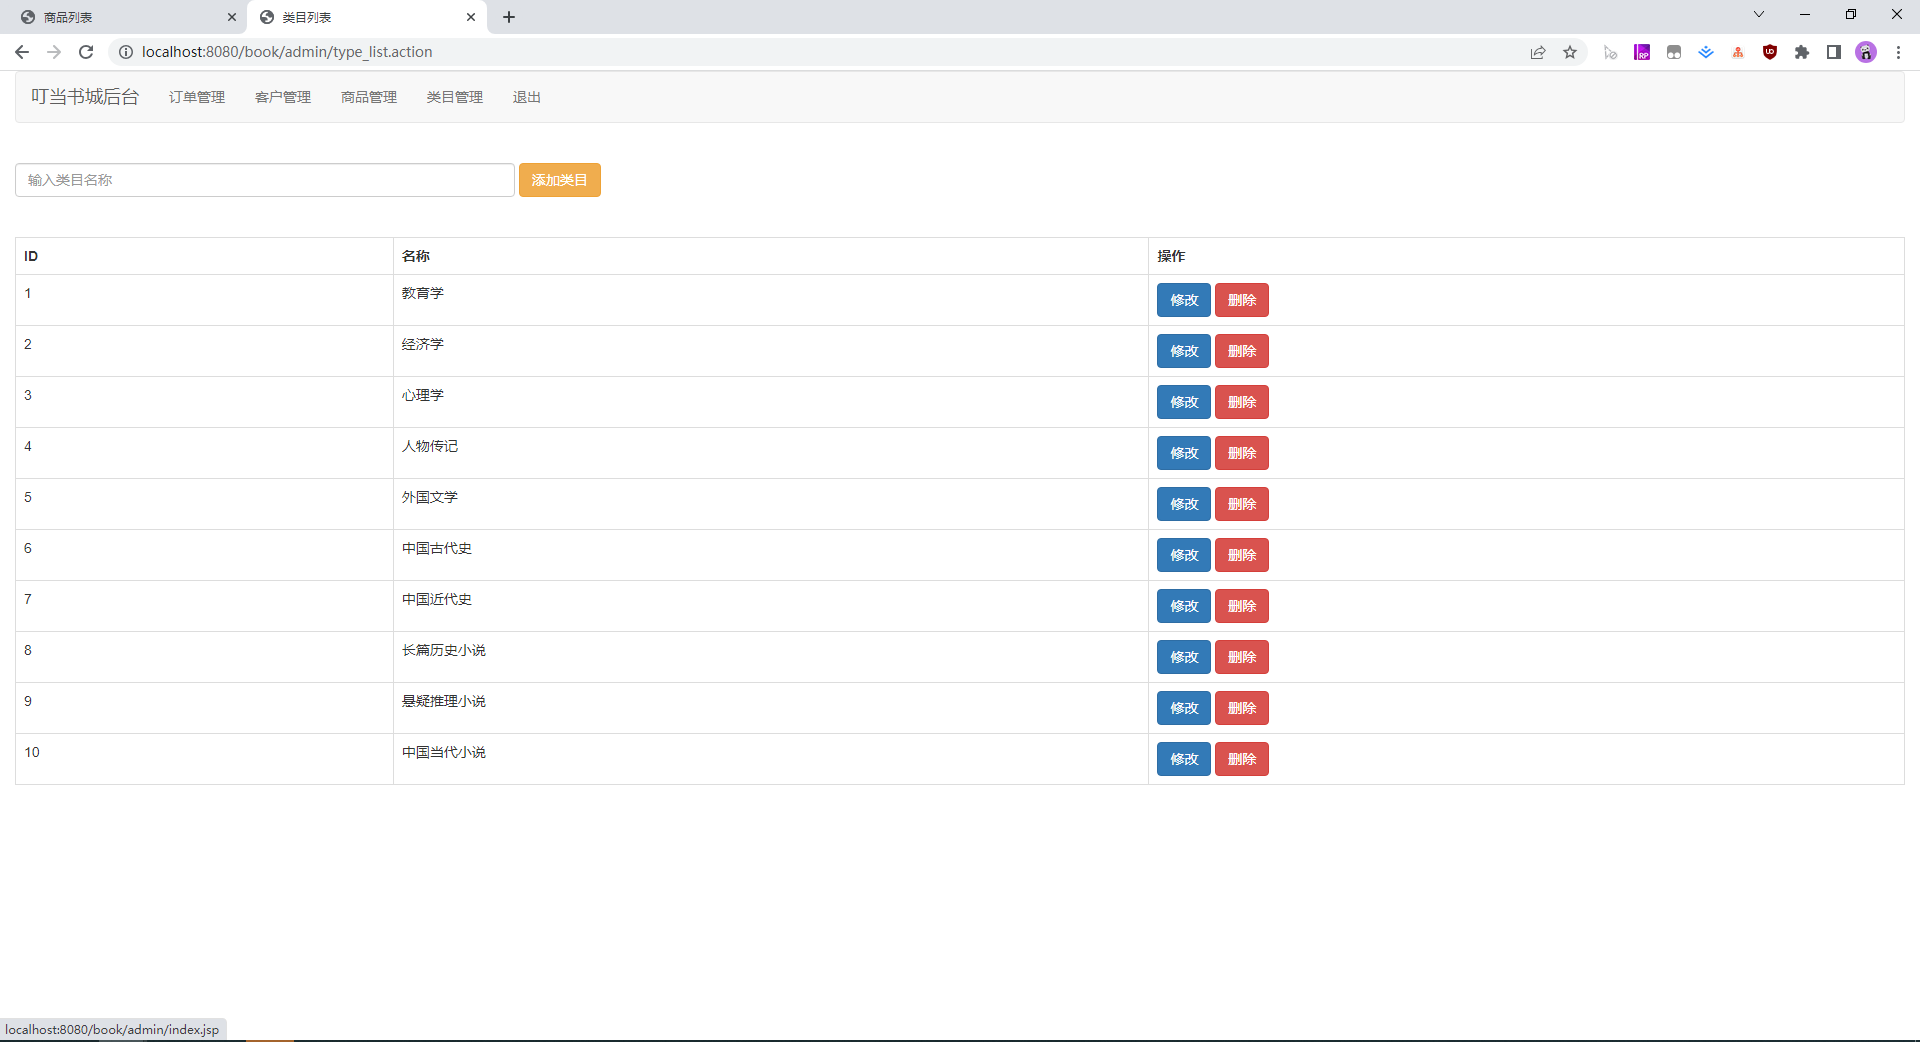 商品列表
类目列表
localhost:8080/book/admin/type_list.action
叮当书城后台 订单管理 客户管理 商品管理 类目管理 退出
输入类目名称 添加类目
ID 名称 操作
1 教育学 修改 删除
2 经济学 修改 删除
3 心理学 修改 删除
4 人物传记 修改 删除
5 外国文学 修改 删除
6 中国古代史 修改 删除
7 中国近代史 修改 删除
8 长篇历史小说 修改 删除
9 悬疑推理小说 修改 删除
10 中国当代小说 修改 删除
localhost:8080/book/admin/index.jsp